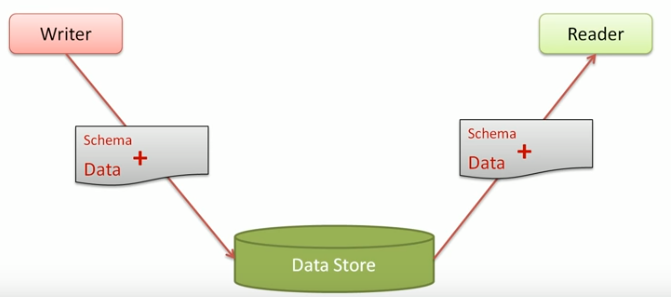 Writer
Reader
Schema
+
Data
Schema
+
Data
Data Store